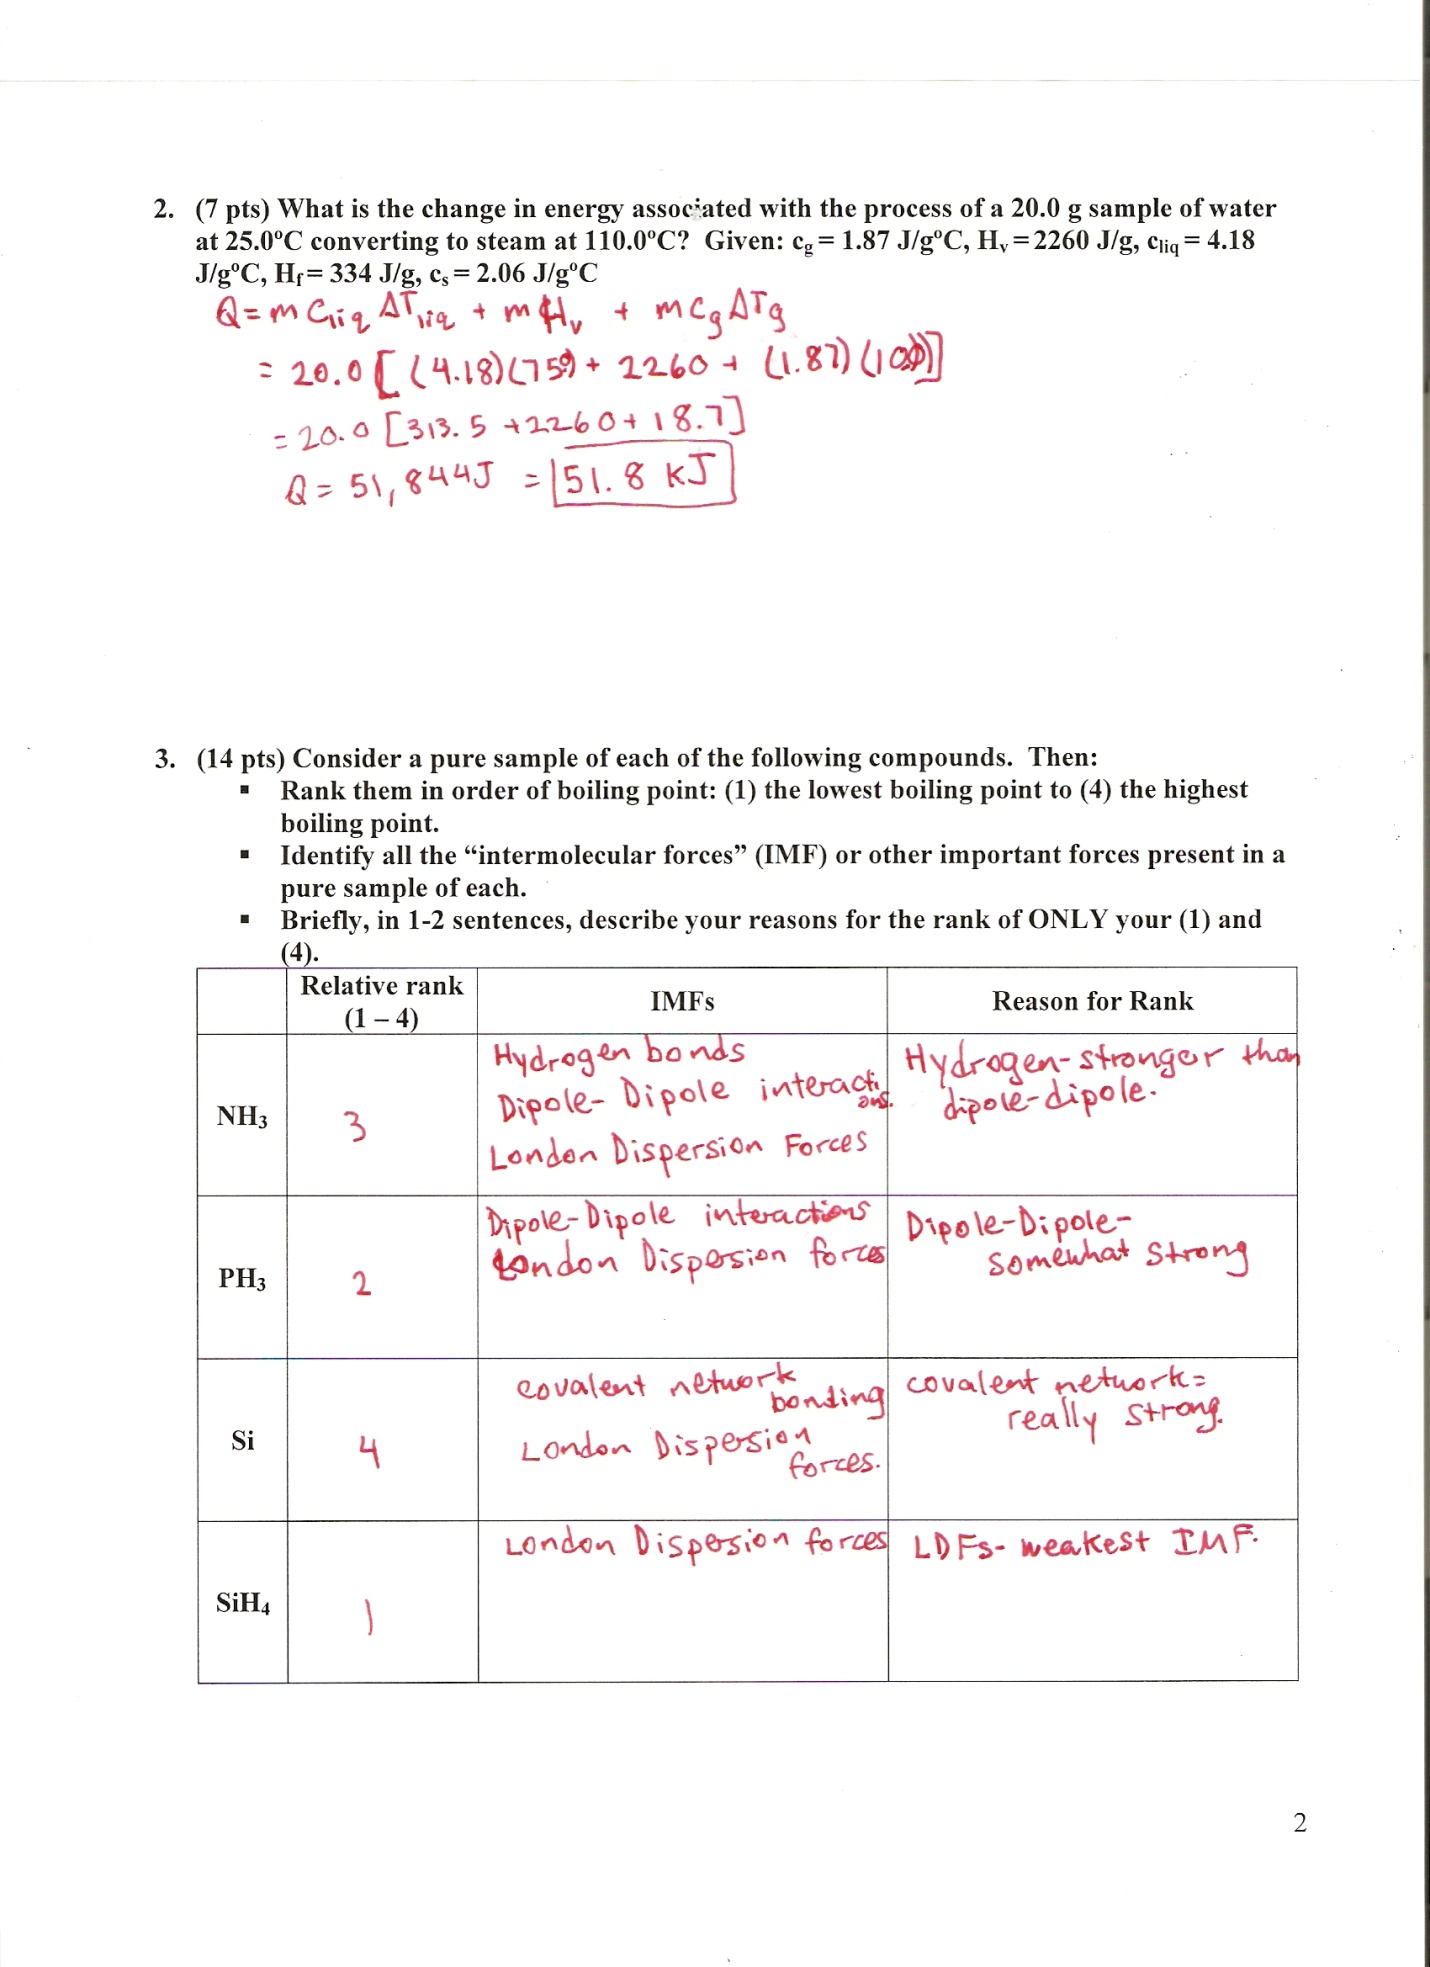 2. (7 pts) What is the change in energy associated with the process of a 20.0 g sample of water
at 25.0°C converting to steam at 110.0°C? Given: cg = 1.87 J/g°C, Hv = 2260 J/g, cliq = 4.18
J/g°C, Hf = 334 J/g, cs = 2.06 J/g°C
Q = m Cliq ΔTliq + m Hv + m Cg ΔTg
= 20.0 [ (4.18)(75.0) + 2260 + (1.87)(10.0)]
= 20.0 [313.5 + 2260 + 18.7]
Q = 51,844J = 51.8 kJ
3. (14 pts) Consider a pure sample of each of the following compounds. Then:
▪ Rank them in order of boiling point: (1) the lowest boiling point to (4) the highest
boiling point.
▪ Identify all the “intermolecular forces” (IMF) or other important forces present in a
pure sample of each.
▪ Briefly, in 1-2 sentences, describe your reasons for the rank of ONLY your (1) and
(4).
Relative rank
(1 – 4)
IMFs
Reason for Rank
NH3
3
Hydrogen bonds
Dipole-Dipole interacti
ons.
London Dispersion Forces
Hydrogen-stronger than
dipole-dipole.
PH3
2
Dipole-Dipole interactions
London Dispersion forces
Dipole-Dipole-
somewhat strong
Si
4
covalent network
bonding
London Dispersion
forces.
covalent network=
really strong.
SiH4
1
London Dispersion forces
LDFs- weakest IMF.
2